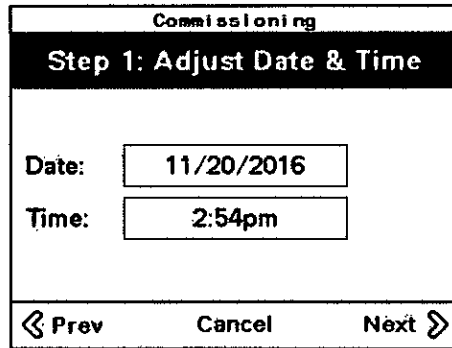 Commissioning
Step 1: Adjust Date & Time
Date: 11/20/2016
Time: 2:54pm
Prev Cancel Next